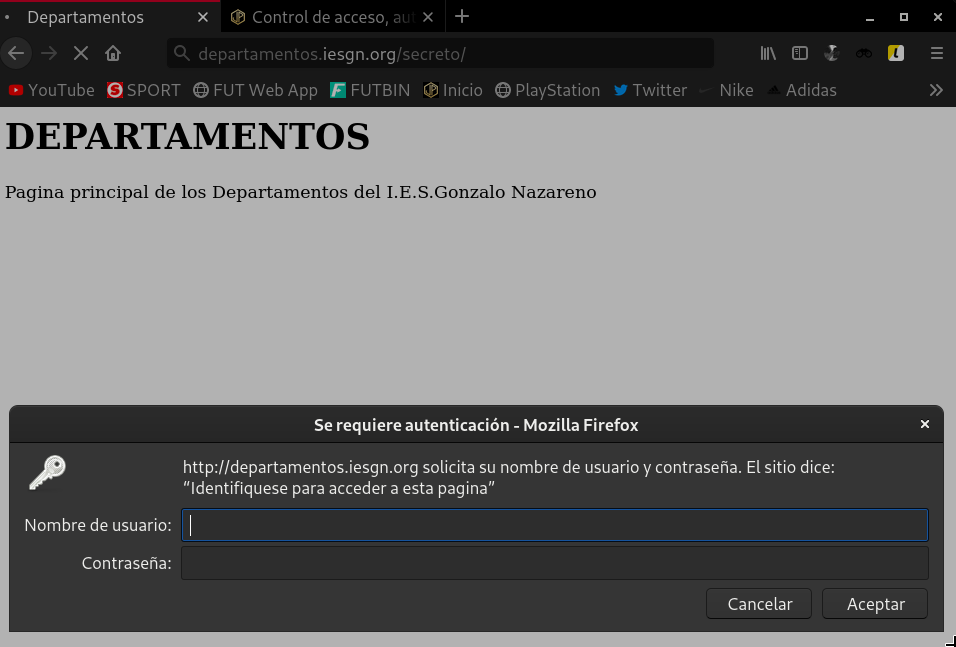 Departamentos
Control de acceso, au
departamentos.iesgn.org/secreto/
YouTube SPORT FUT Web App FUTBIN Inicio PlayStation Twitter Nike Adidas
DEPARTAMENTOS
Pagina principal de los Departamentos del I.E.S.Gonzalo Nazareno
Se requiere autenticación - Mozilla Firefox
http://departamentos.iesgn.org solicita su nombre de usuario y contraseña. El sitio dice:
“Identifiquese para acceder a esta pagina”
Nombre de usuario:
Contraseña:
Cancelar Aceptar